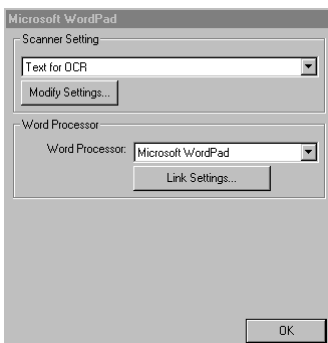 Microsoft WordPad
Scanner Setting
Text for OCR
Modify Settings...
Word Processor
Word Processor: Microsoft WordPad
Link Settings...
OK